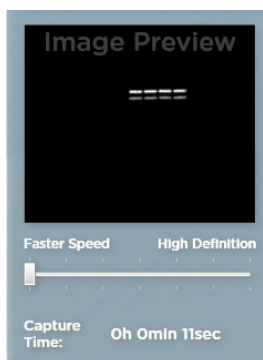 Image Preview
Faster Speed High Definition
Capture Time: 0h 0min 11sec